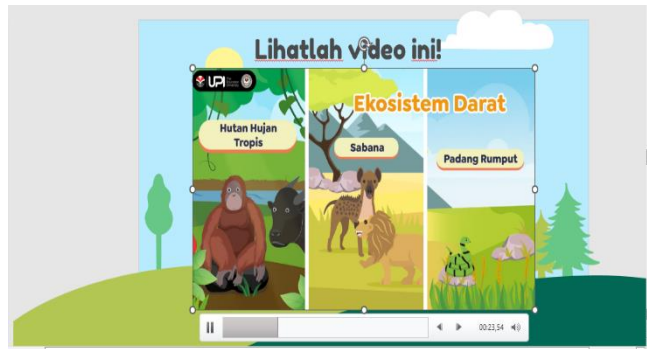 Lihatlah video ini!
UPI
Ekosistem Darat
Hutan Hujan
Tropis
Sabana
Padang Rumput
00:23,54